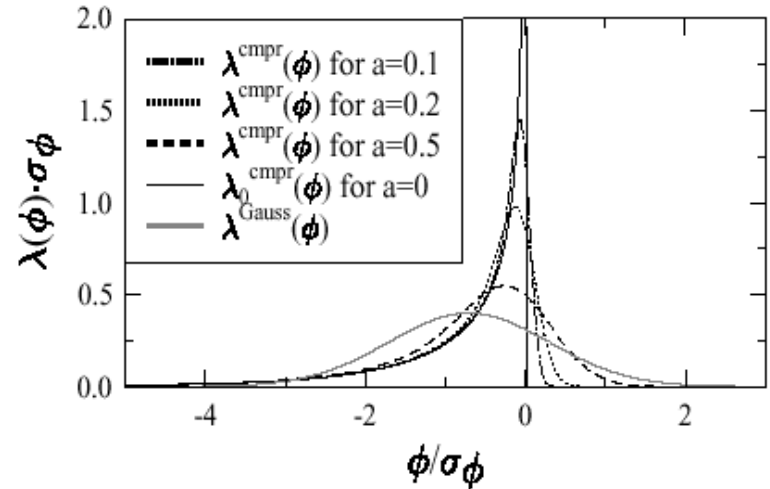 2.0
1.5
1.0
0.5
0.0
λ(ϕ)·σϕ
λcmpr(ϕ) for a=0.1
λcmpr(ϕ) for a=0.2
λcmpr(ϕ) for a=0.5
λ0cmpr(ϕ) for a=0
λGauss(ϕ)
-4 -2 0 2
ϕ/σϕ